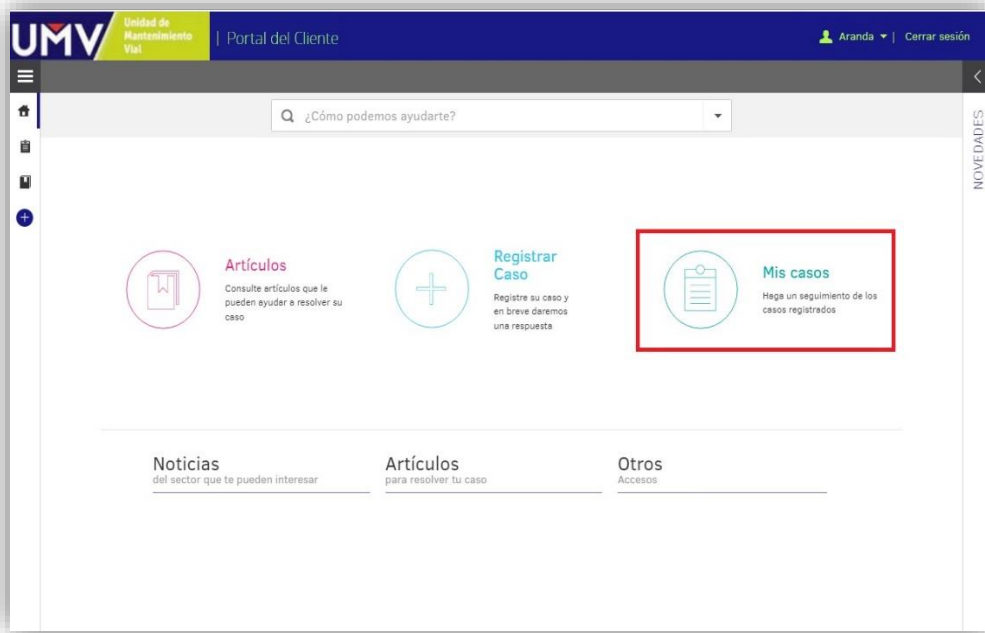 UMV
Unidad de
Mantenimiento
Vial
| Portal del Cliente
Aranda | Cerrar sesión
¿Cómo podemos ayudarte?
NOVEDADES
Artículos
Consulte artículos que le
pueden ayudar a resolver su
caso
Registrar
Caso
Registre su caso y
en breve daremos
una respuesta
Mis casos
Haga un seguimiento de los
casos registrados
Noticias
del sector que te pueden interesar
Artículos
para resolver tu caso
Otros
Accesos